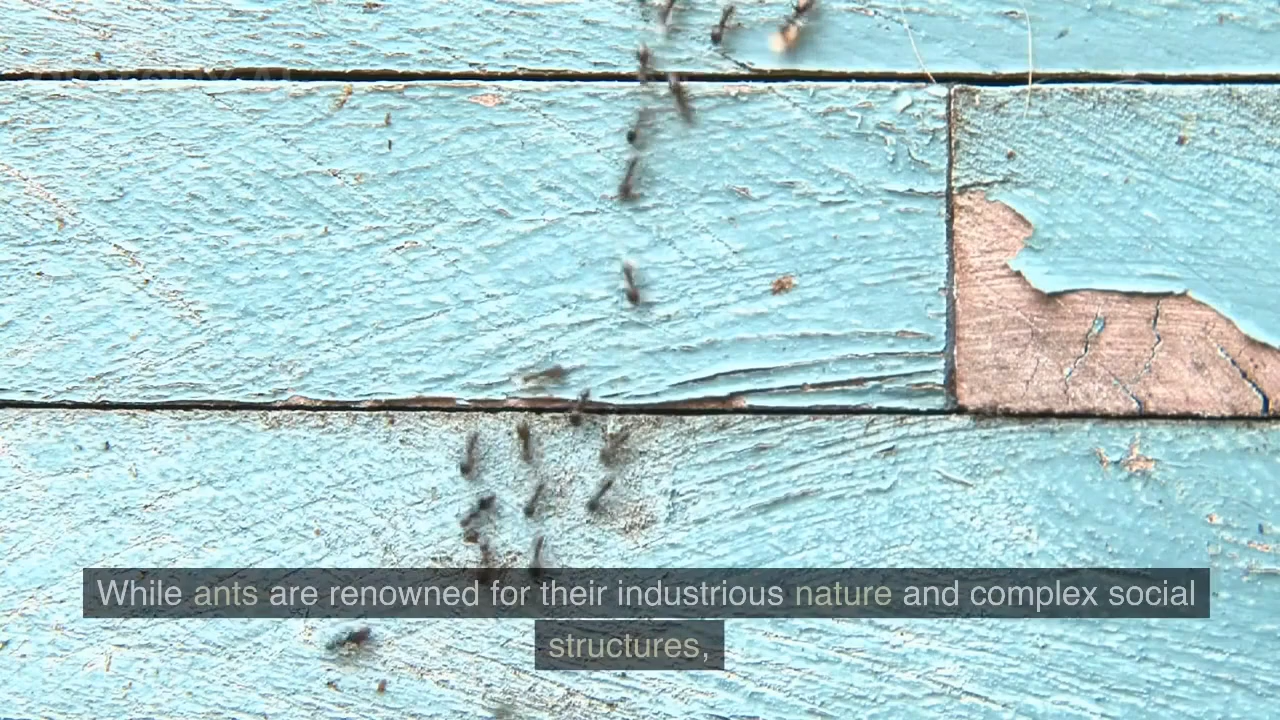 While ants are renowned for their industrious nature and complex social
structures,